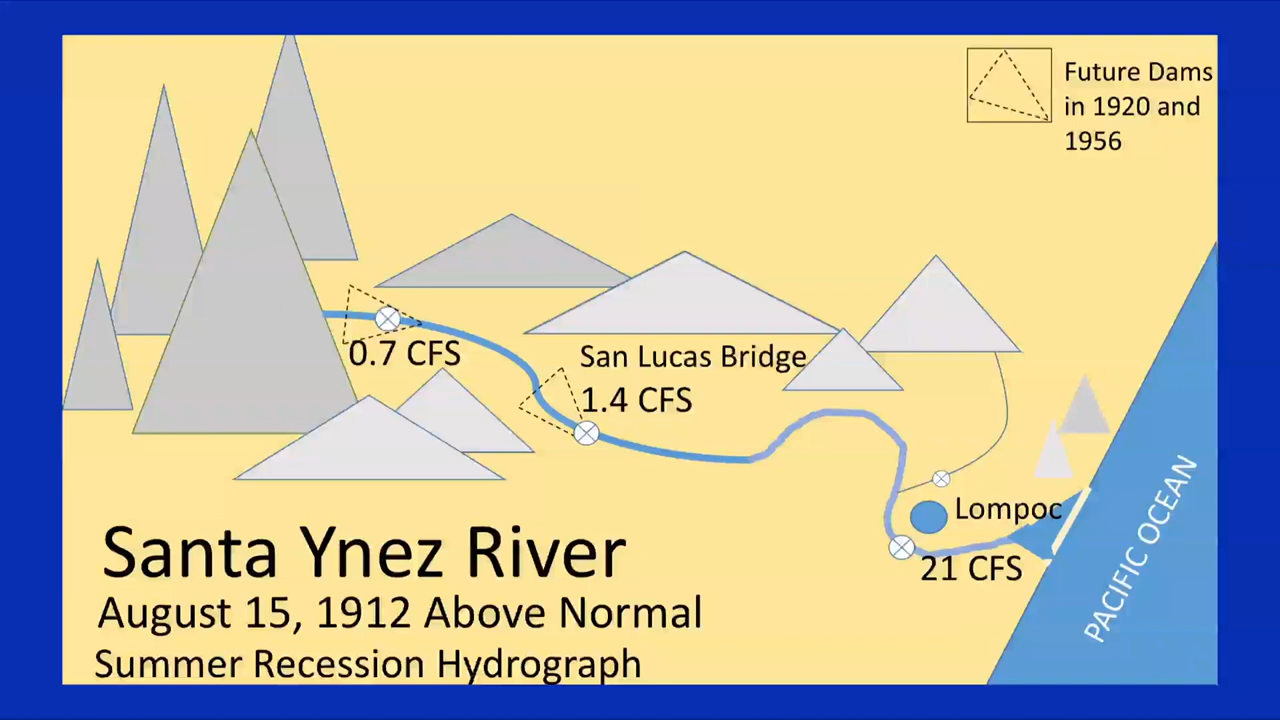 Future Dams
in 1920 and
1956
0.7 CFS
San Lucas Bridge
1.4 CFS
Lompoc
21 CFS
PACIFIC OCEAN
Santa Ynez River
August 15, 1912 Above Normal
Summer Recession Hydrograph